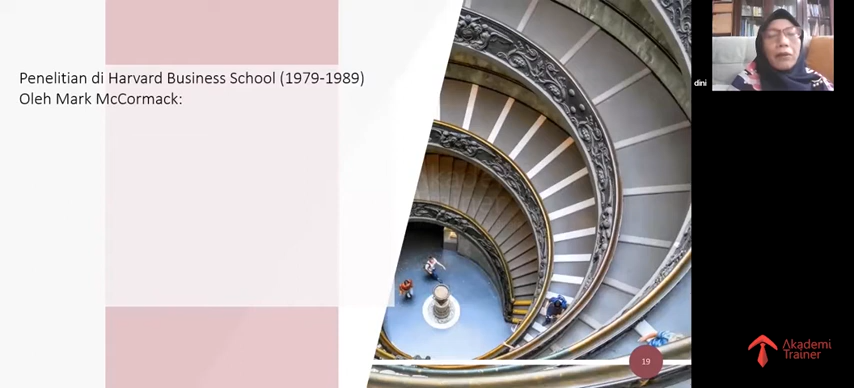 Penelitian di Harvard Business School (1979-1989)
Oleh Mark McCormack:
dini
19
Akademi
Trainer